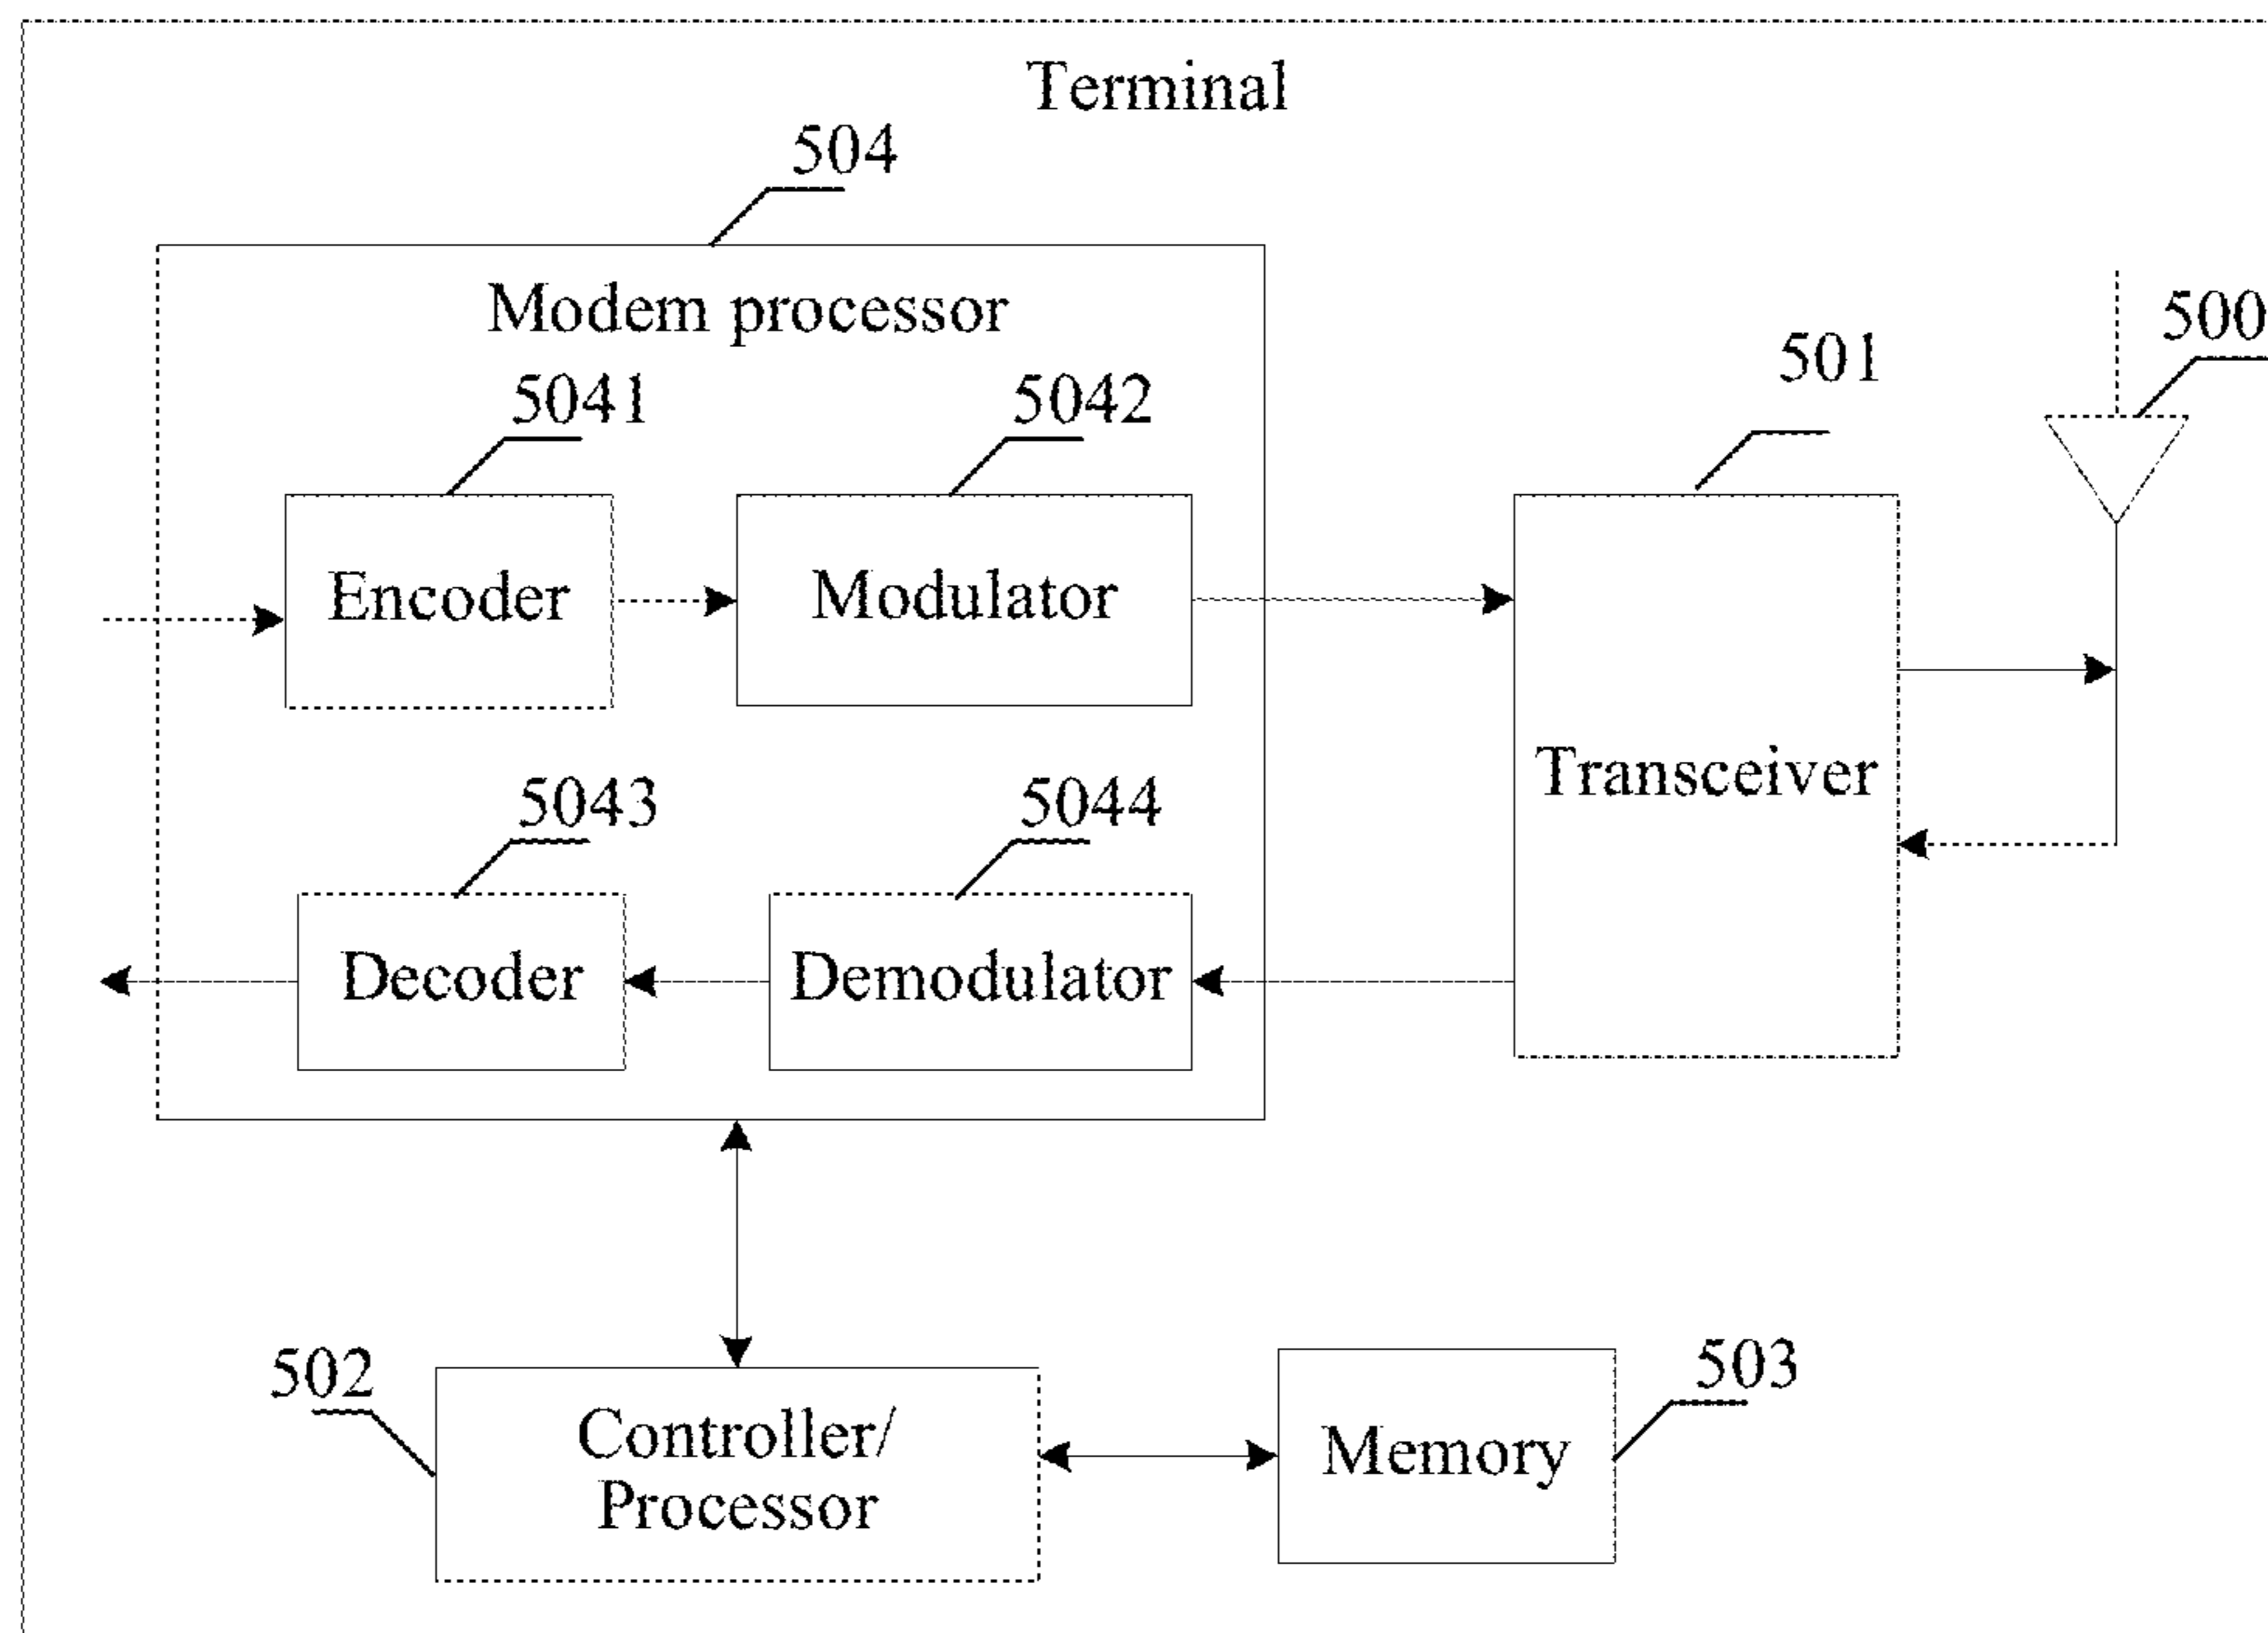 Terminal
504
Modem processor
500
501
5041
5042
Encoder
Modulator
Transceiver
5043
5044
Decoder
Demodulator
502
503
Controller/
Processor
Memory